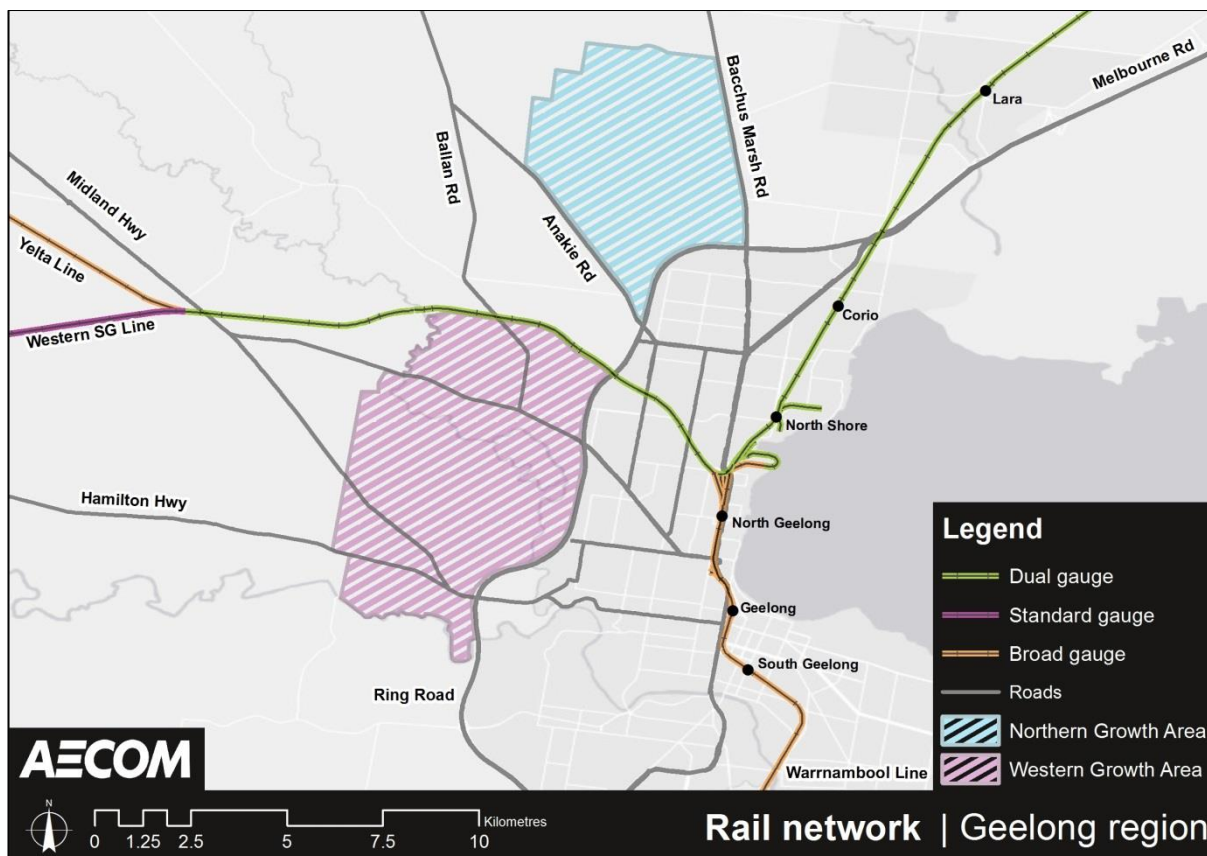 Melbourne Rd
Bacchus Marsh Rd
Lara
Ballan Rd
Midland Hwy
Anakie Rd
Yelta Line
Western SG Line
Corio
North Shore
Hamilton Hwy
North Geelong
Geelong
South Geelong
Ring Road
Warrnambool Line
Legend
Dual gauge
Standard gauge
Broad gauge
Roads
Northern Growth Area
Western Growth Area
AECOM
N
Kilometres
0 1.25 2.5 5 7.5 10
Rail network | Geelong region